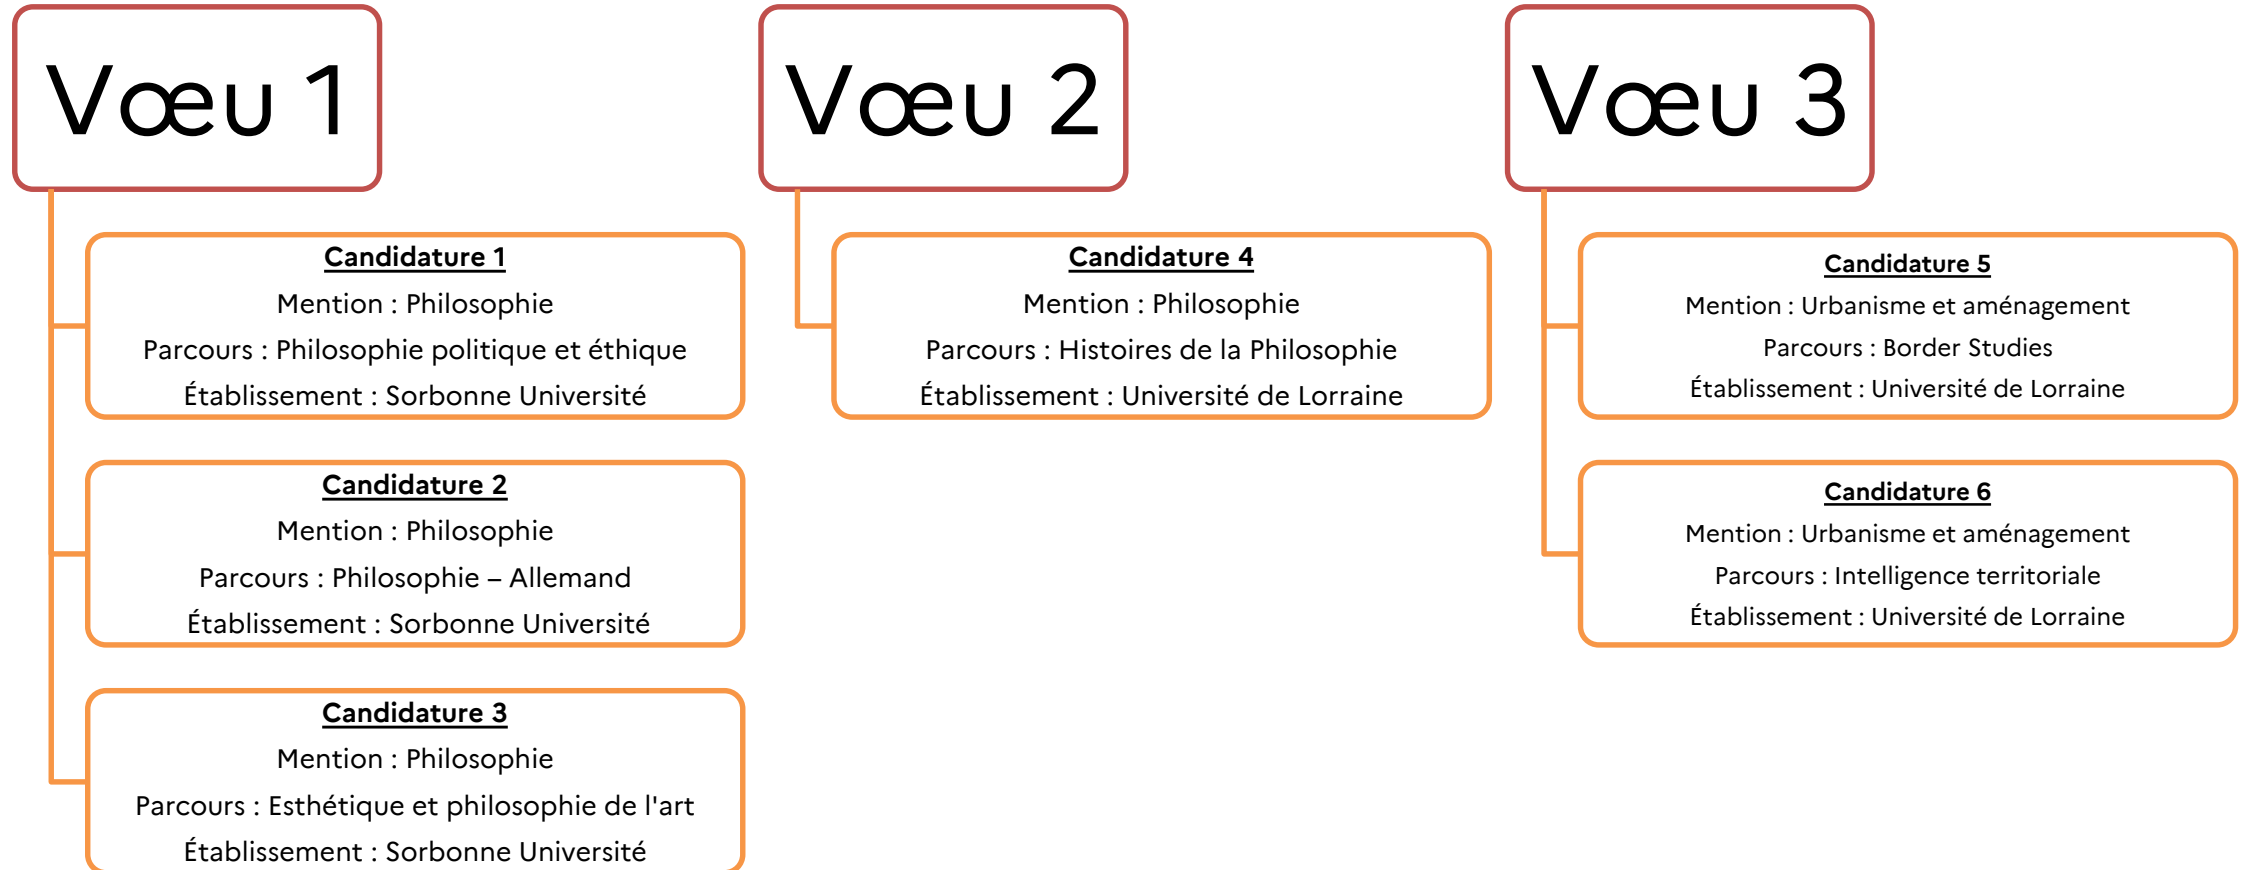 Vœu 1
Candidature 1
Mention : Philosophie
Parcours : Philosophie politique et éthique
Établissement : Sorbonne Université
Candidature 2
Mention : Philosophie
Parcours : Philosophie – Allemand
Établissement : Sorbonne Université
Candidature 3
Mention : Philosophie
Parcours : Esthétique et philosophie de l'art
Établissement : Sorbonne Université
Vœu 2
Candidature 4
Mention : Philosophie
Parcours : Histoires de la Philosophie
Établissement : Université de Lorraine
Vœu 3
Candidature 5
Mention : Urbanisme et aménagement
Parcours : Border Studies
Établissement : Université de Lorraine
Candidature 6
Mention : Urbanisme et aménagement
Parcours : Intelligence territoriale
Établissement : Université de Lorraine